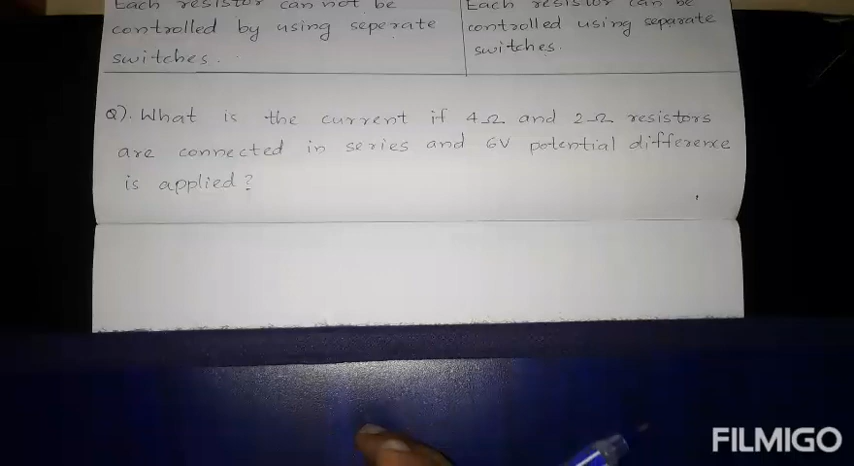 Each resistor can not be
controlled by using seperate
switches.
Each resistor can be
controlled using separate
switches.
Q). What is the current if 4Ω and 2Ω resistors
are connected in series and 6V potential difference
is applied?
FILMIGO